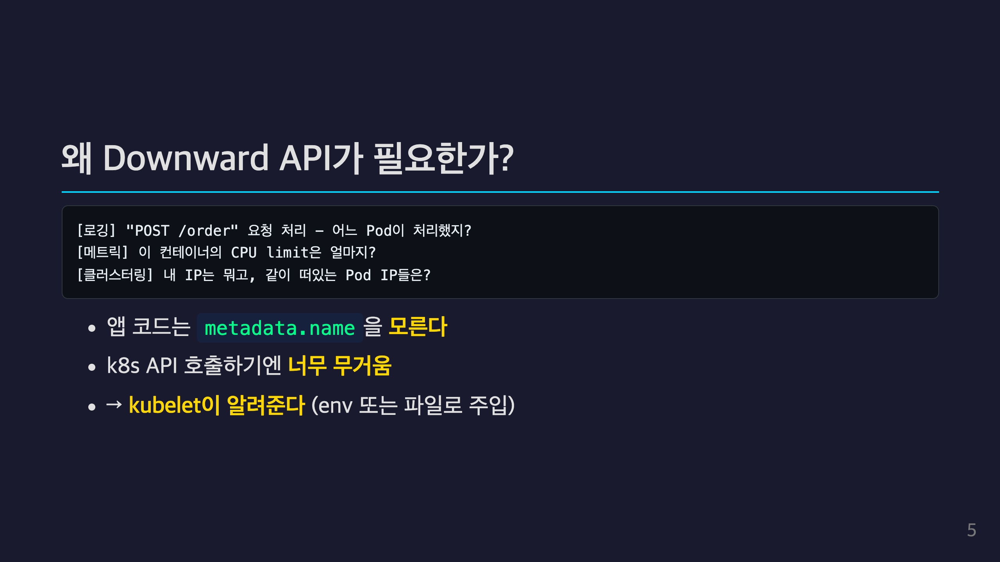 왜 Downward API가 필요한가?
[로깅] "POST /order" 요청 처리 — 어느 Pod이 처리했지?
[메트릭] 이 컨테이너의 CPU limit은 얼마지?
[클러스터링] 내 IP는 뭐고, 같이 떠있는 Pod IP들은?
• 앱 코드는 metadata.name을 모른다
• k8s API 호출하기엔 너무 무거움
• → kubelet이 알려준다 (env 또는 파일로 주입)
5